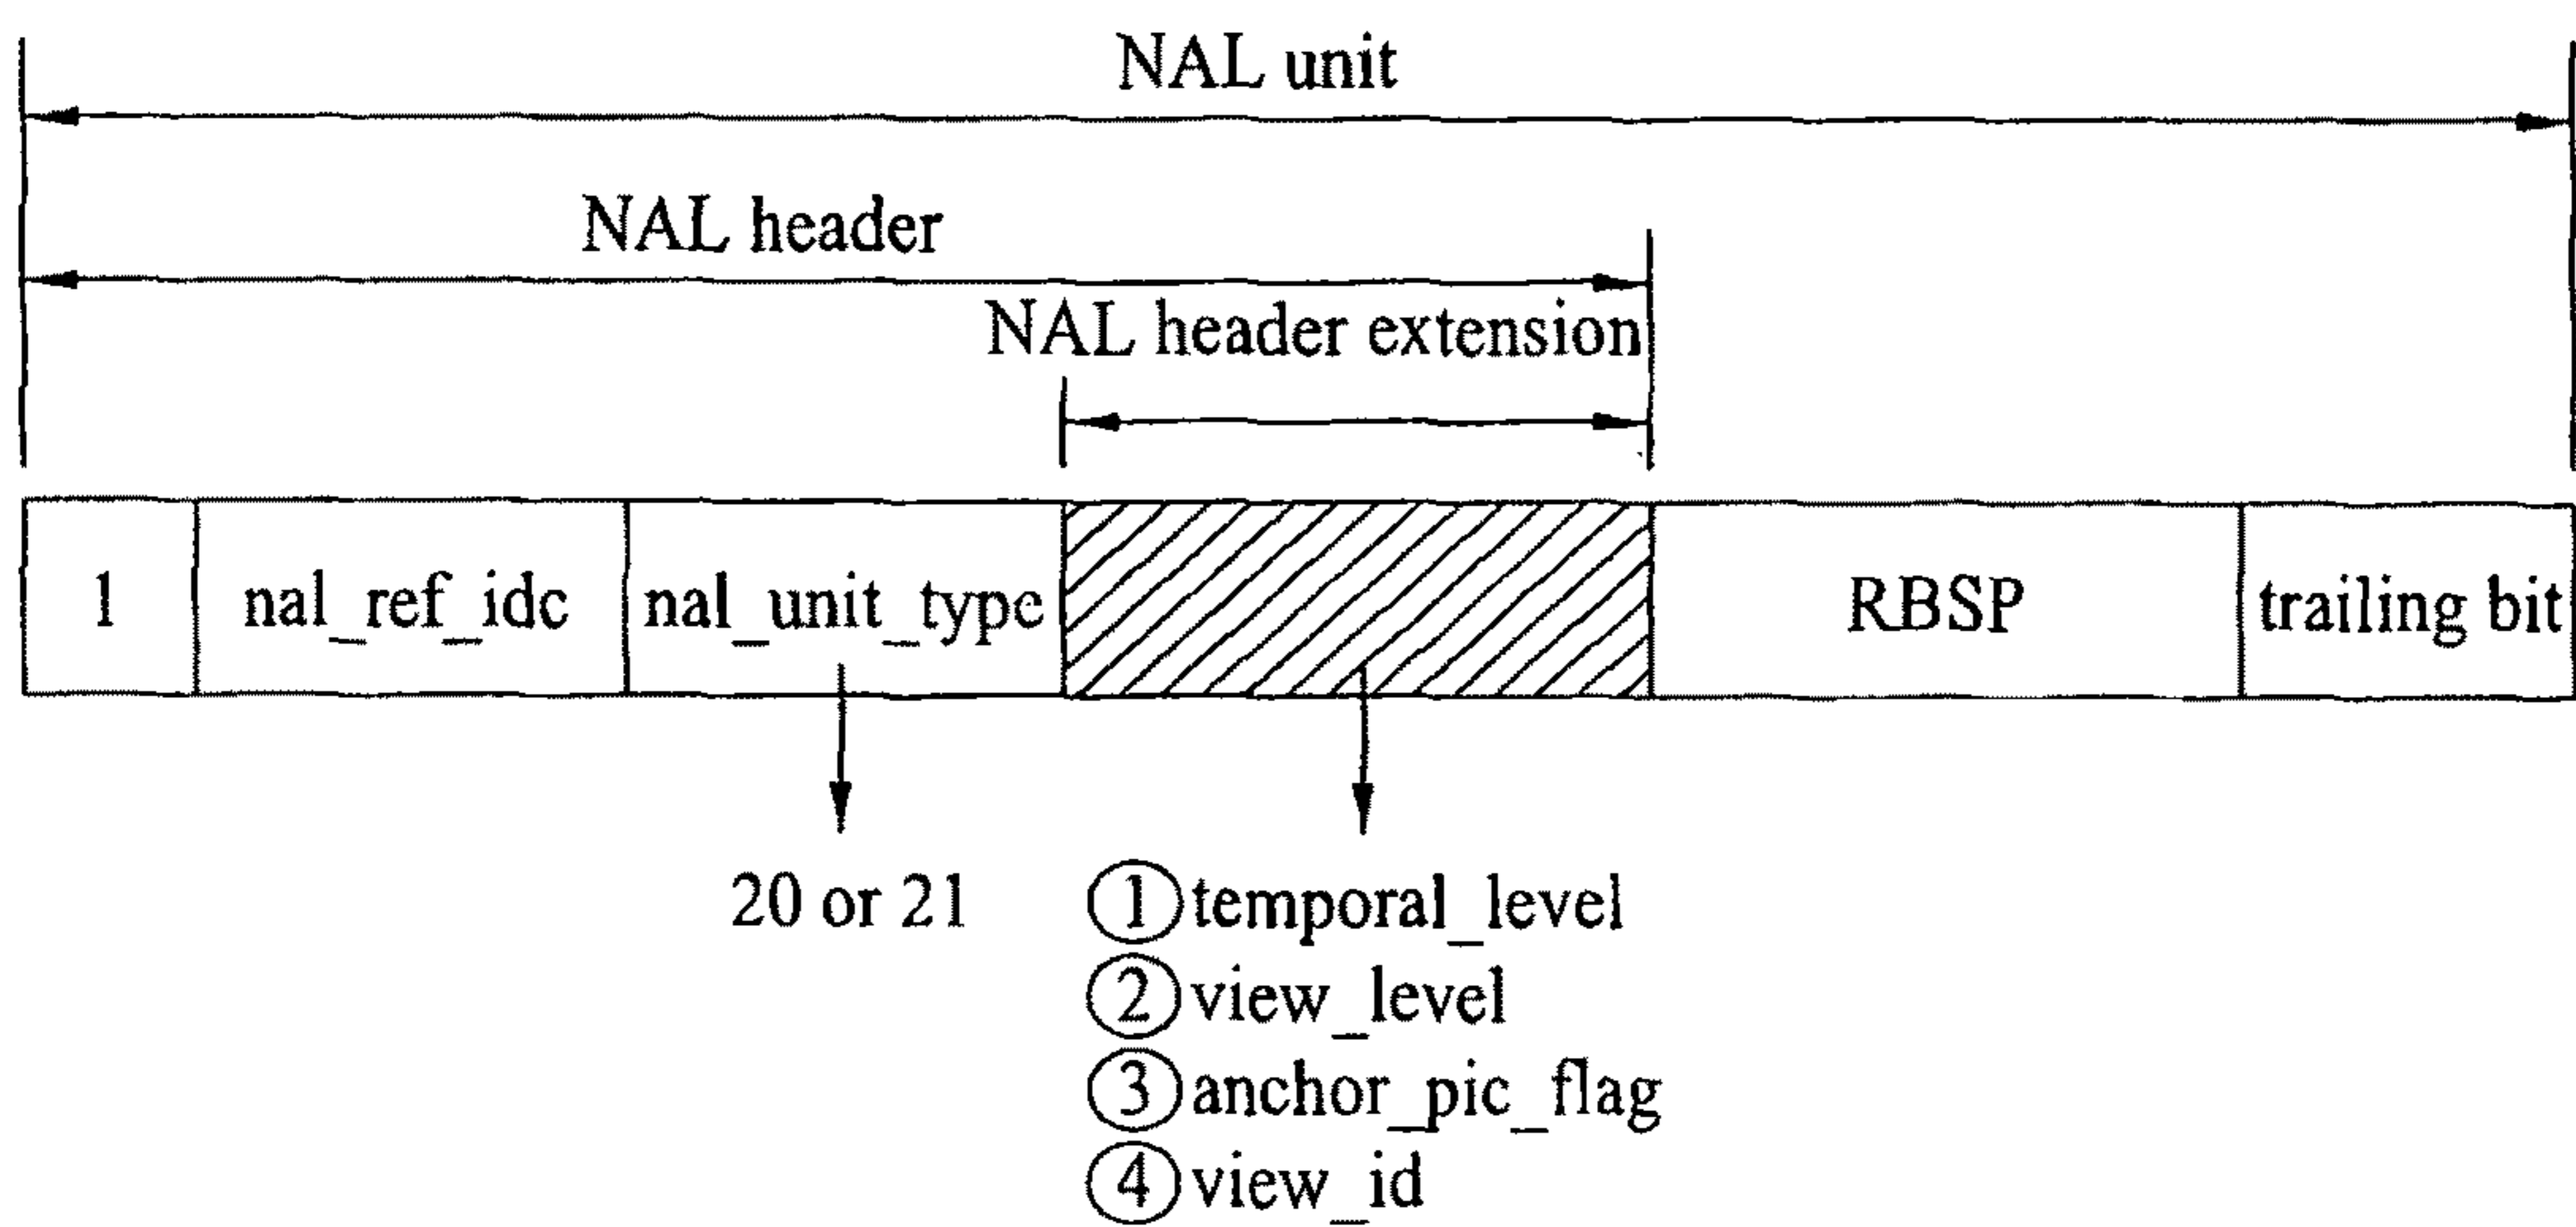 NAL unit
NAL header
NAL header extension
1 nal_ref_idc nal_unit_type RBSP trailing bit
20 or 21
①temporal_level
②view_level
③anchor_pic_flag
④view_id